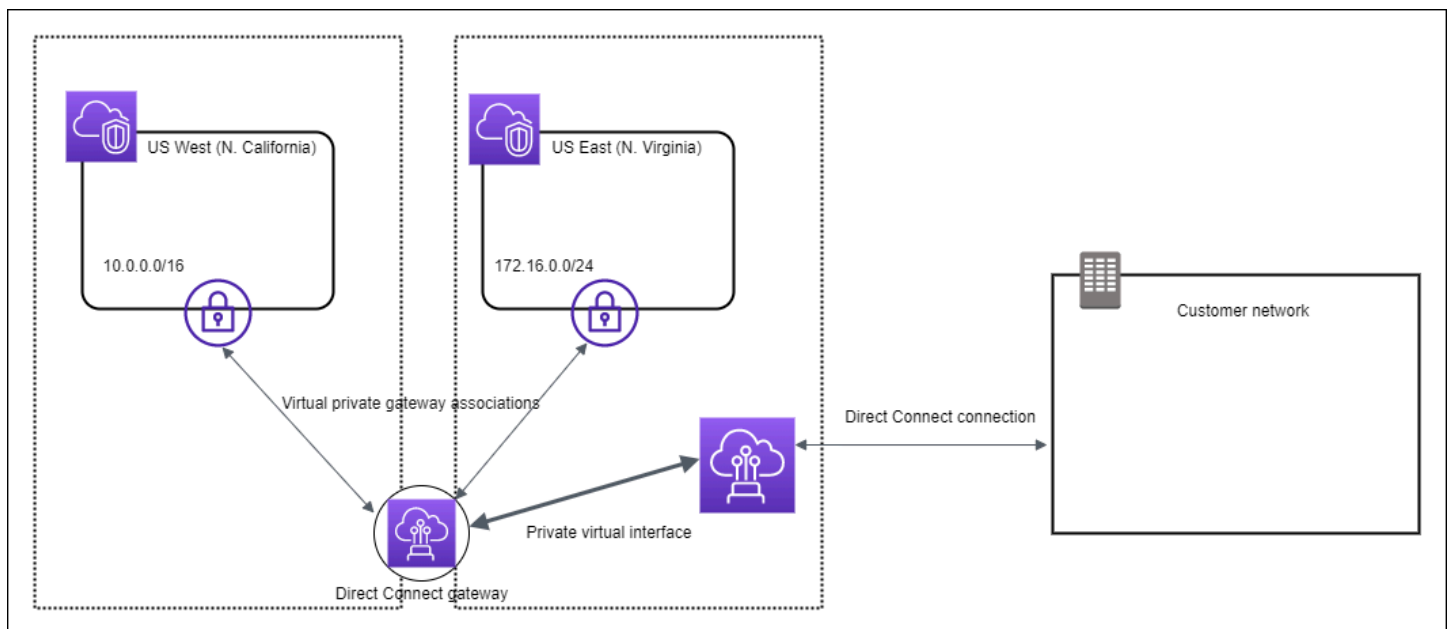 US West (N. California)
US East (N. Virginia)
10.0.0.0/16
172.16.0.0/24
Customer network
Virtual private gateway associations
Direct Connect connection
Private virtual interface
Direct Connect gateway